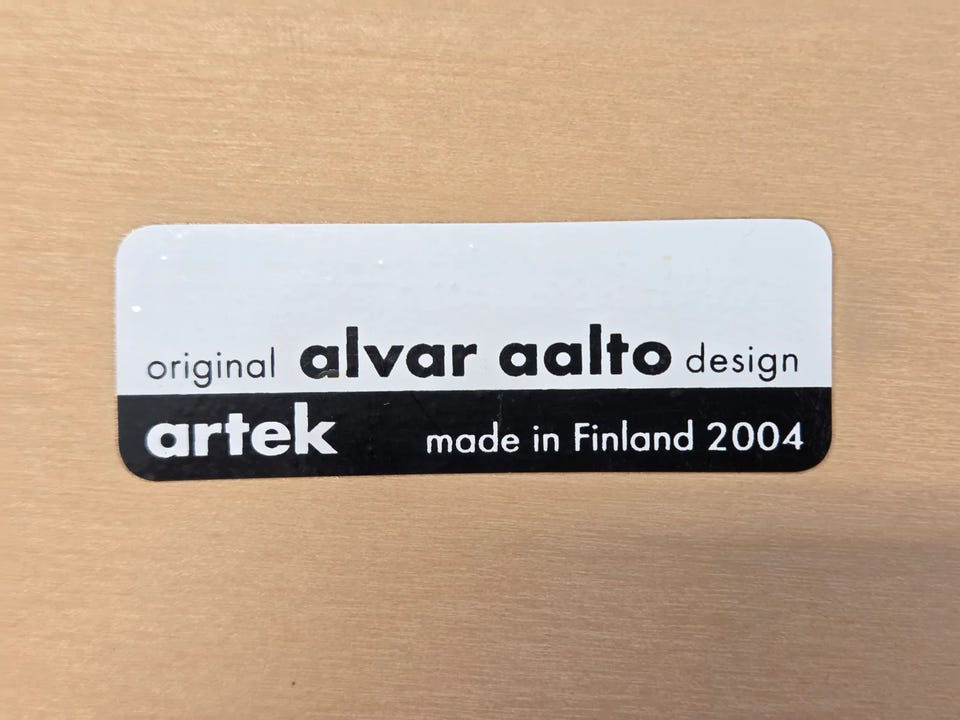 original alvar aalto design
artek made in Finland 2004